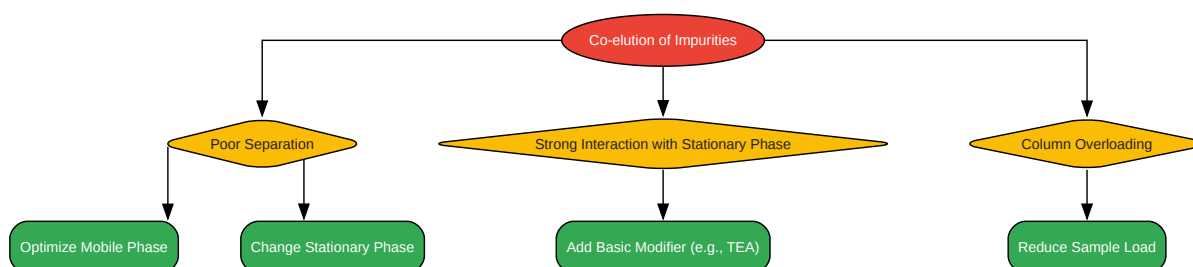 Co-elution of Impurities
Poor Separation
Strong Interaction with Stationary Phase
Column Overloading
Optimize Mobile Phase
Change Stationary Phase
Add Basic Modifier (e.g., TEA)
Reduce Sample Load